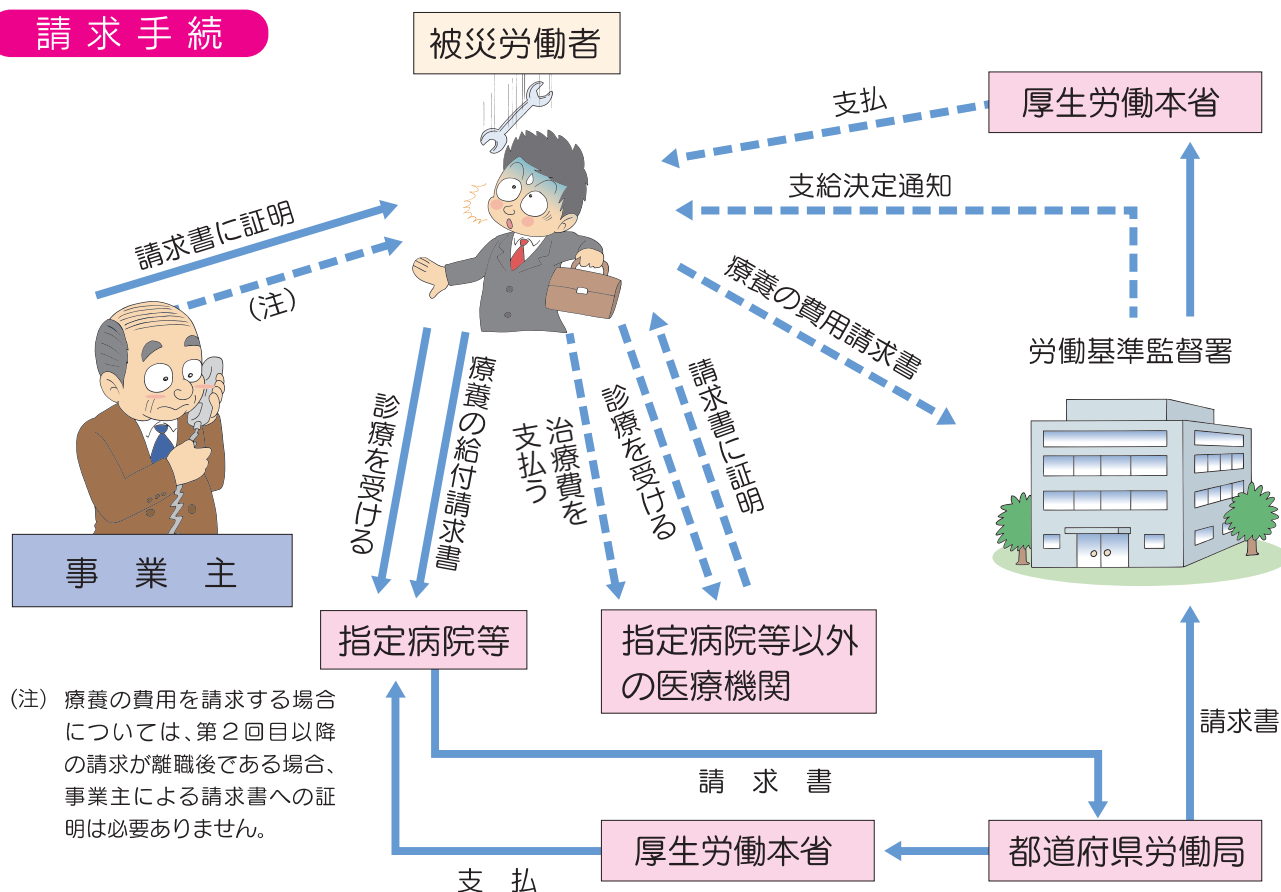 請求手続
被災労働者
厚生労働本省
支払
支給決定通知
請求書に証明
(注)
療養の費用請求書
労働基準監督署
診療を受ける
療養の給付請求書
治療費を
支払う
診療を受ける
請求書に証明
事業主
指定病院等
指定病院等以外
の医療機関
(注) 療養の費用を請求する場合
については、第2回目以降
の請求が離職後である場合、
事業主による請求書への証
明は必要ありません。
請求書
請求書
厚生労働本省
都道府県労働局
支払